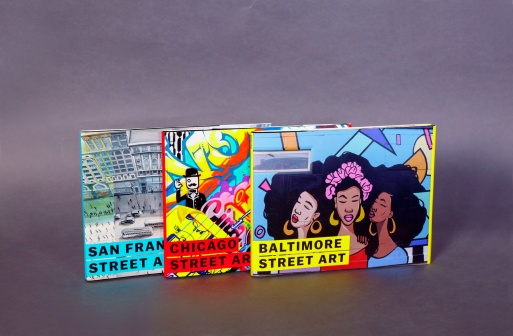 SAN FRAN
STREET A
CHICAGO
STREET AR
BALTIMORE
STREET ART